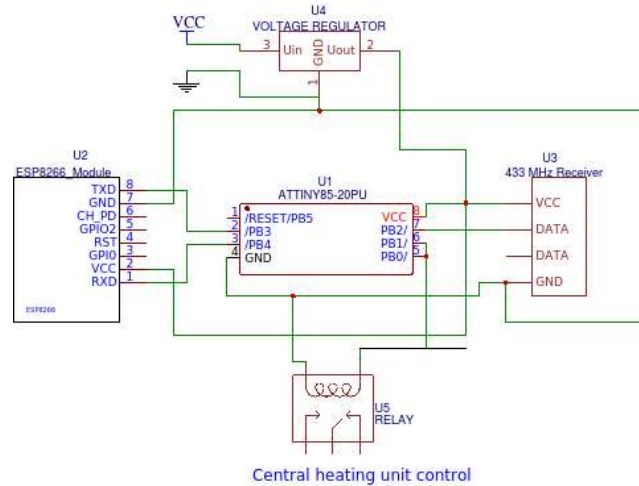 U4
VOLTAGE REGULATOR
VCC
3 Uin GND Uout 2
1
U2
ESP8266_Module
TXD 8
GND 7
CH_PD 6
GPIO2 5
RST 4
GPI0 3
VCC 2
RXD 1
ESP8266
U1
ATTINY85-20PU
1 /RESET/PB5 VCC 8
2 /PB3 PB2/ 7
3 /PB4 PB1/ 6
4 GND PB0/ 5
U3
433 MHz Receiver
VCC
DATA
DATA
GND
U5
RELAY
Central heating unit control